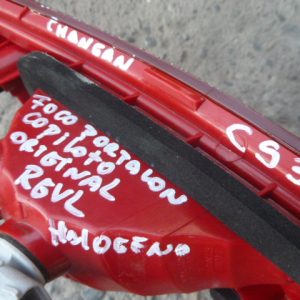 CHANGAN
CS3
FOCO PORTALON
COPILOTO
ORIGINAL
REVL
HALOGENO